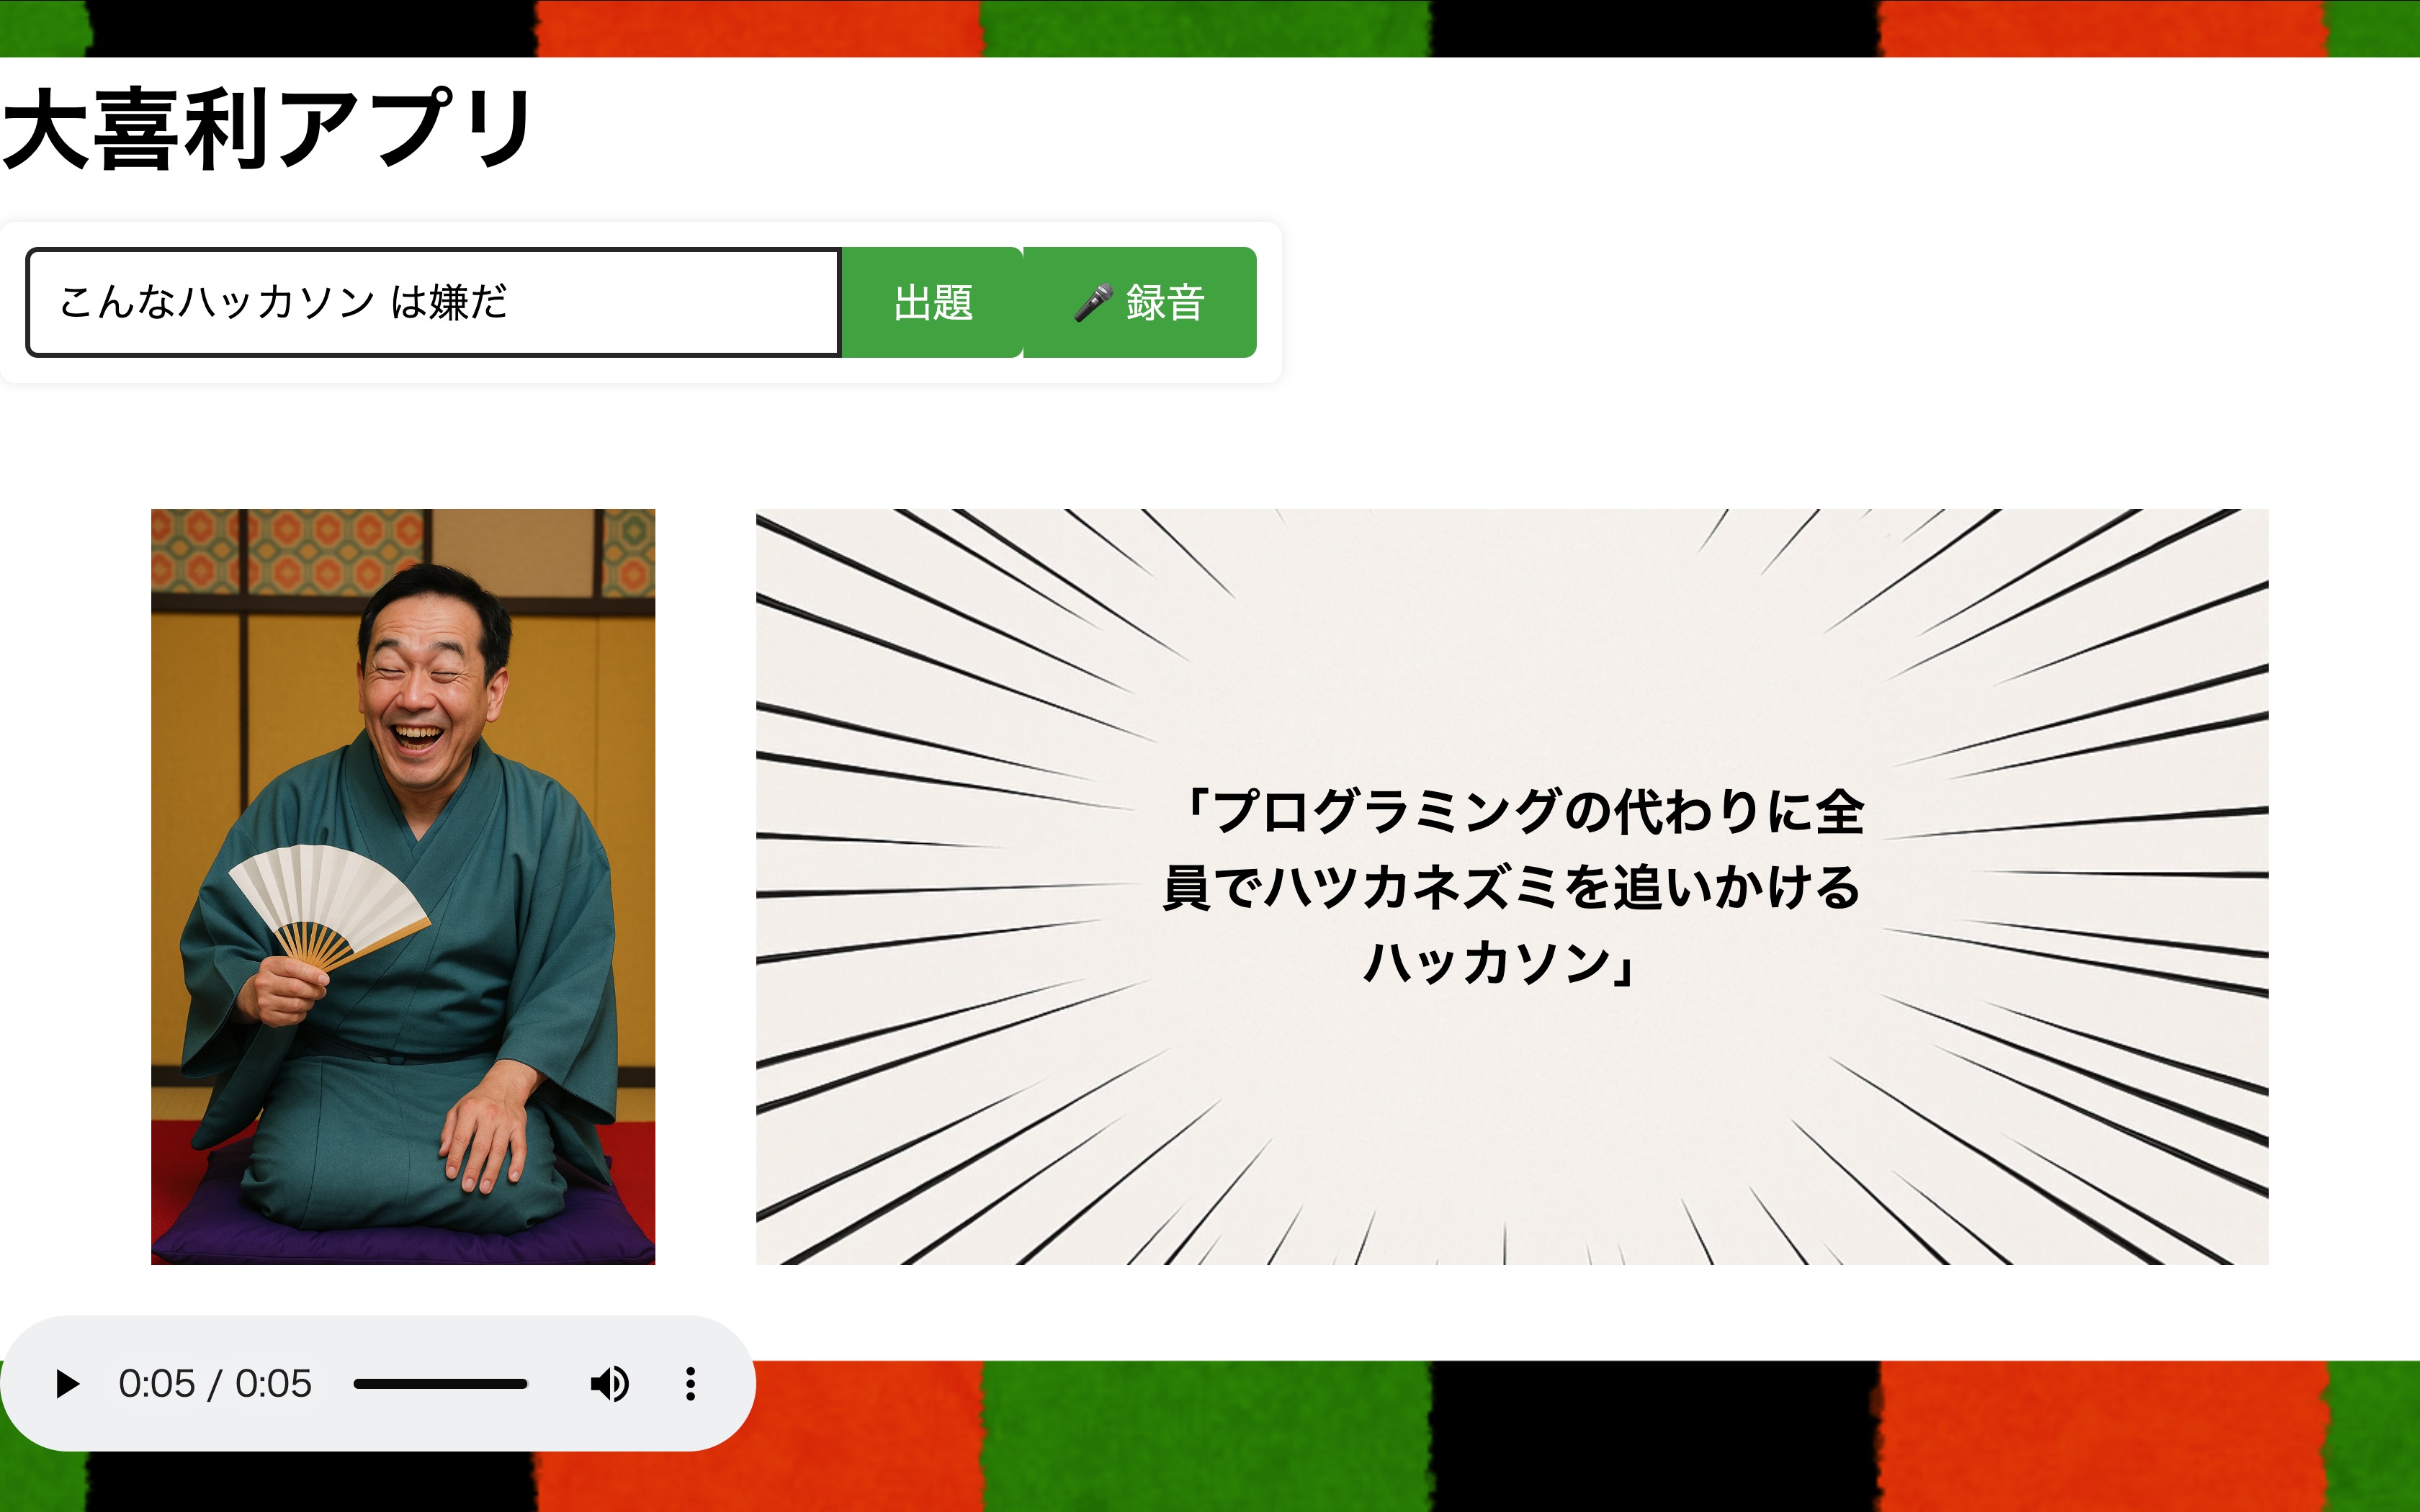 大喜利アプリ
こんなハッカソン は嫌だ
出題
🎤 録音
「プログラミングの代わりに全
員でハツカネズミを追いかける
ハッカソン」
0:05 / 0:05